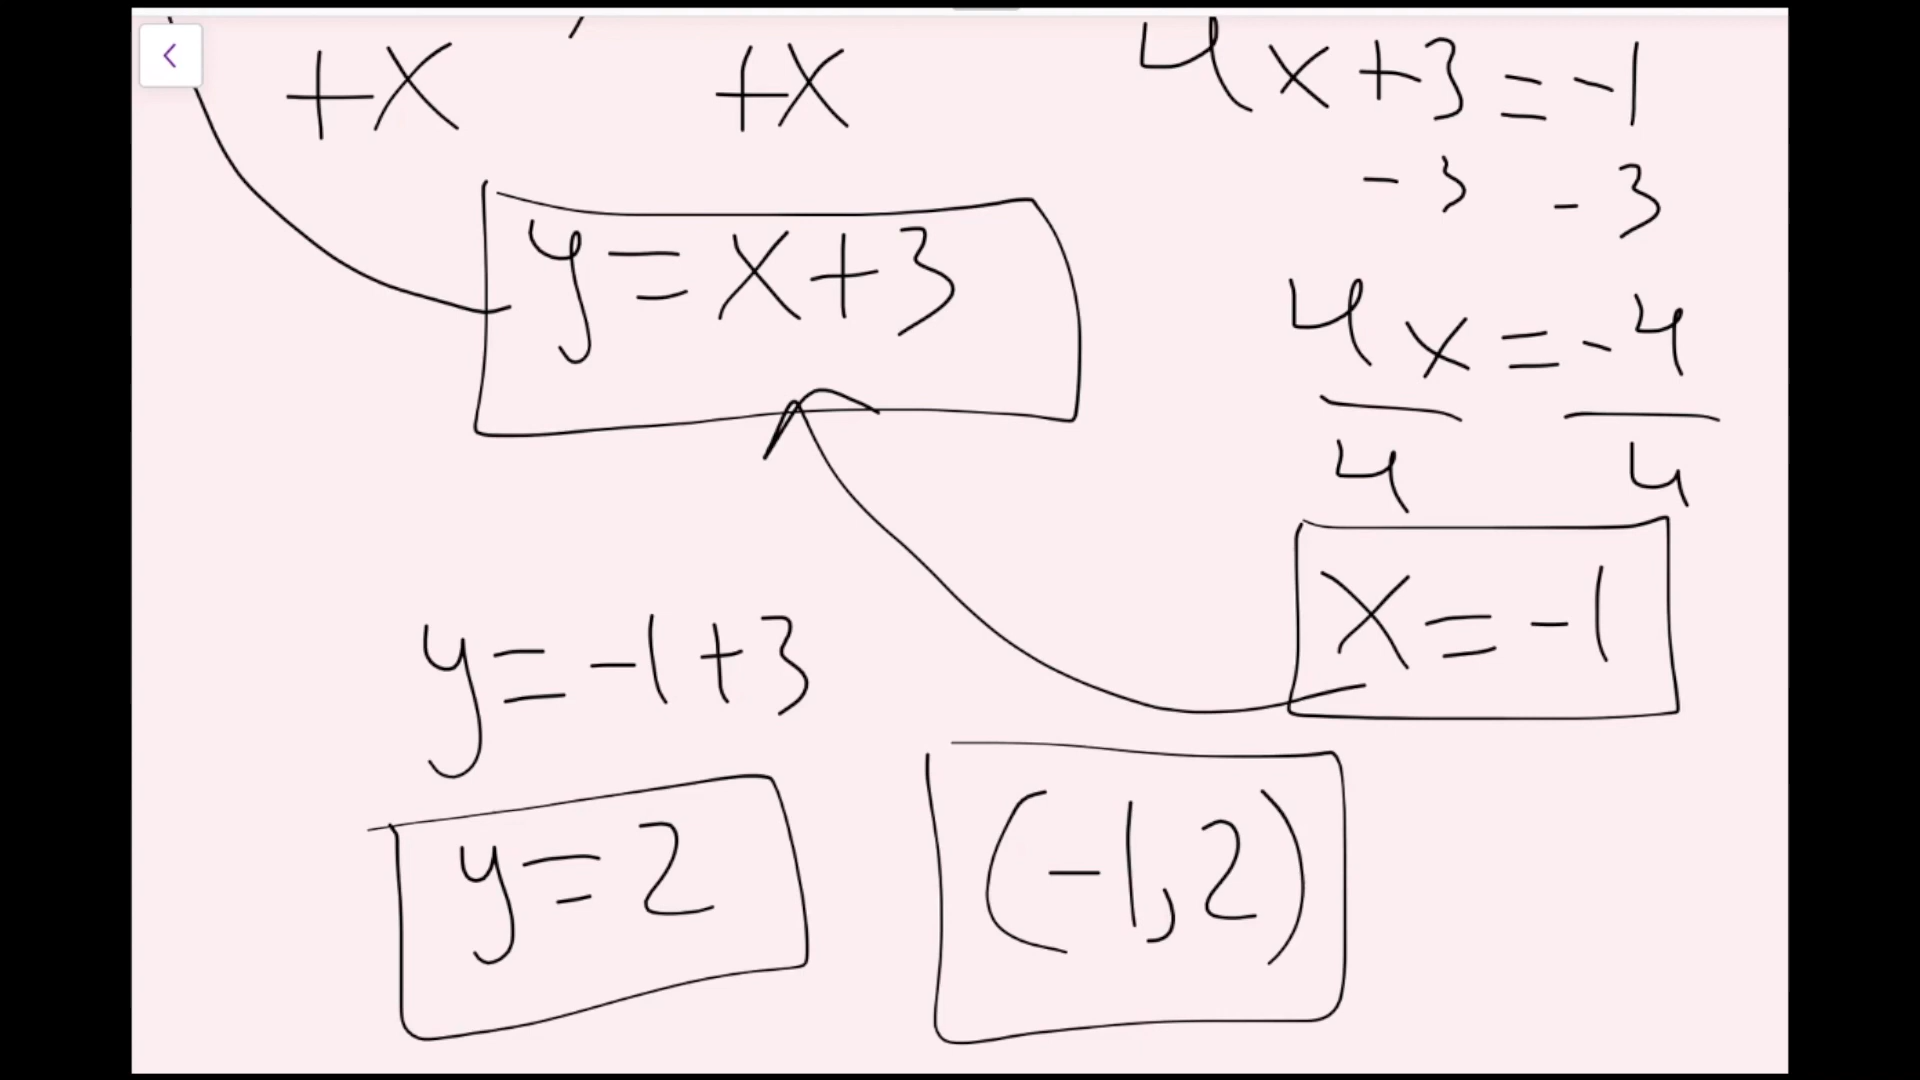 +x +x
y=x+3
y=-1+3
y=2
4x+3=-1
-3 -3
4x=-4
4 4
x=-1
(-1,2)